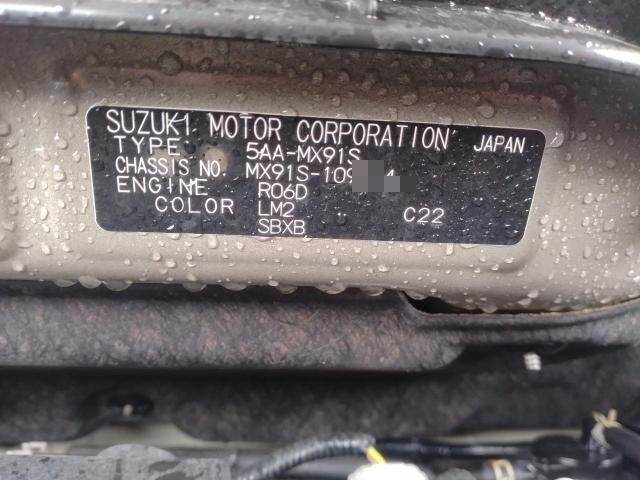 SUZUKI MOTOR CORPORATION JAPAN
TYPE 5AA-MX91S
CHASSIS NO. MX91S-109
ENGINE R06D
COLOR LM2 C22
SBXB